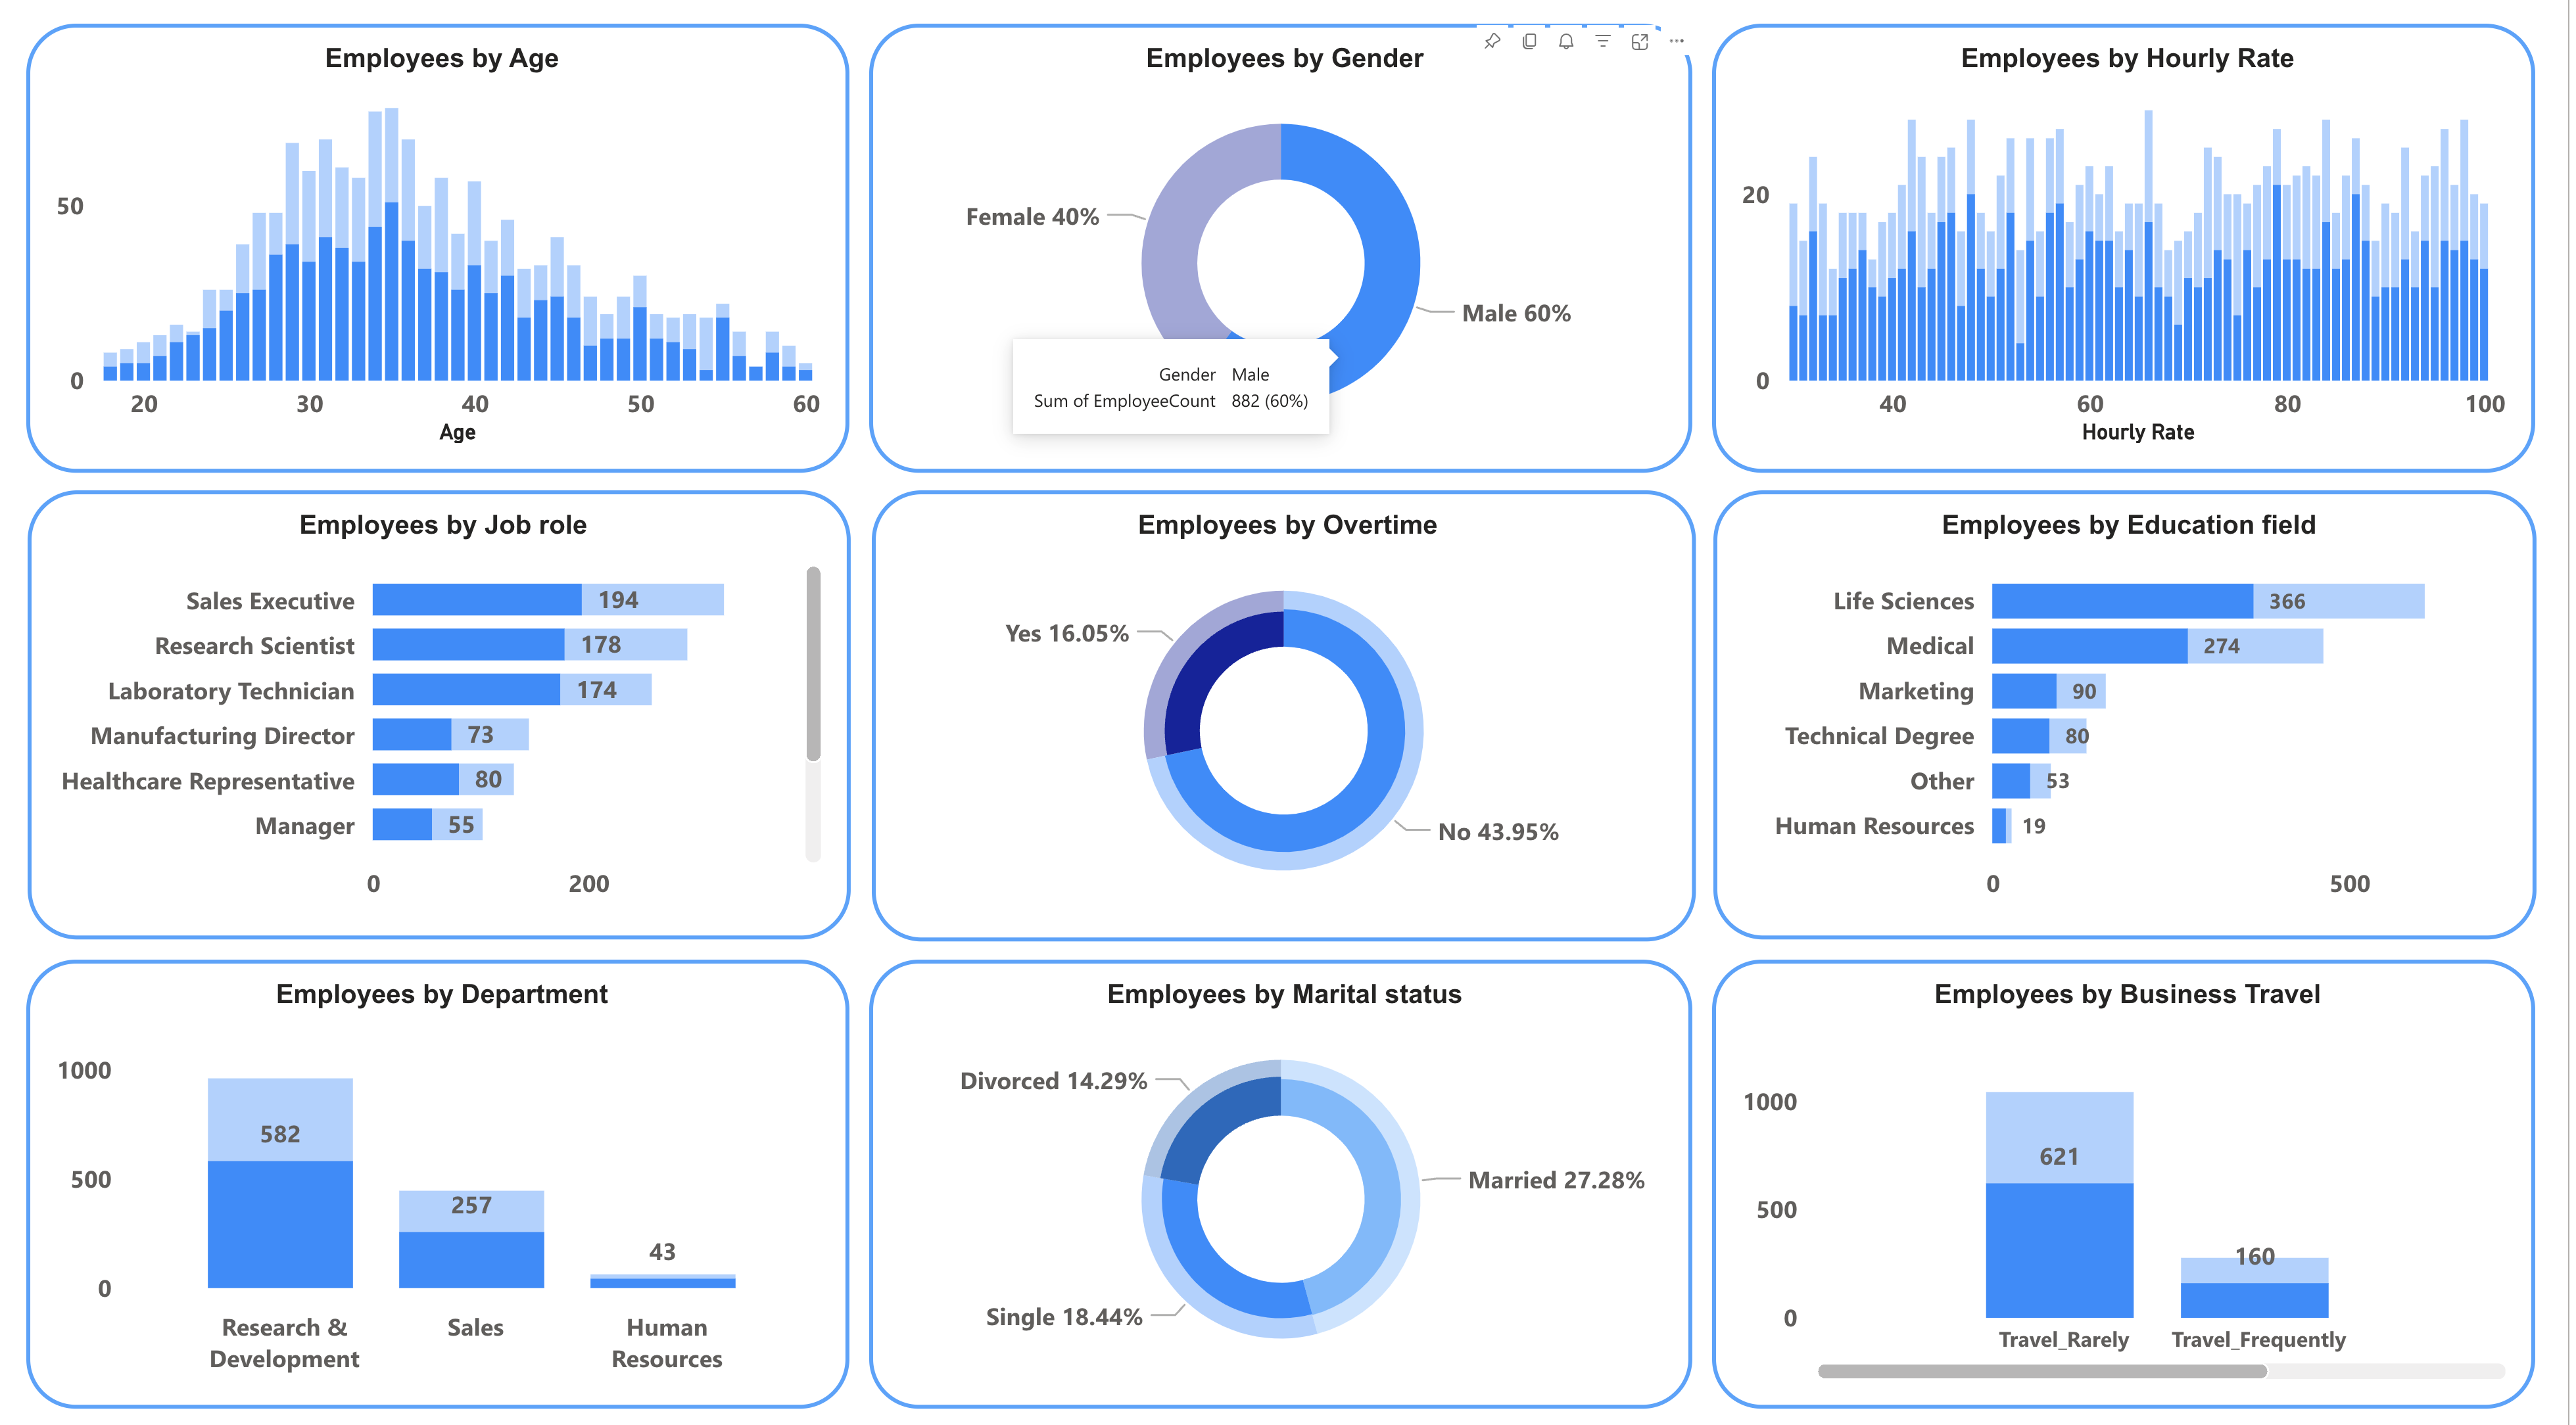 Employees by Age
50
0
20 30 40 50 60
Age
Employees by Gender
Female 40%
Male 60%
Gender Male
Sum of EmployeeCount 882 (60%)
Employees by Hourly Rate
20
0
40 60 80 100
Hourly Rate
Employees by Job role
Sales Executive 194
Research Scientist 178
Laboratory Technician 174
Manufacturing Director 73
Healthcare Representative 80
Manager 55
0 200
Employees by Overtime
Yes 16.05%
No 43.95%
Employees by Education field
Life Sciences 366
Medical 274
Marketing 90
Technical Degree 80
Other 53
Human Resources 19
0 500
Employees by Department
1000
500
0
582
257
43
Research &
Development
Sales
Human
Resources
Employees by Marital status
Divorced 14.29%
Married 27.28%
Single 18.44%
Employees by Business Travel
1000
500
0
621
160
Travel_Rarely Travel_Frequently